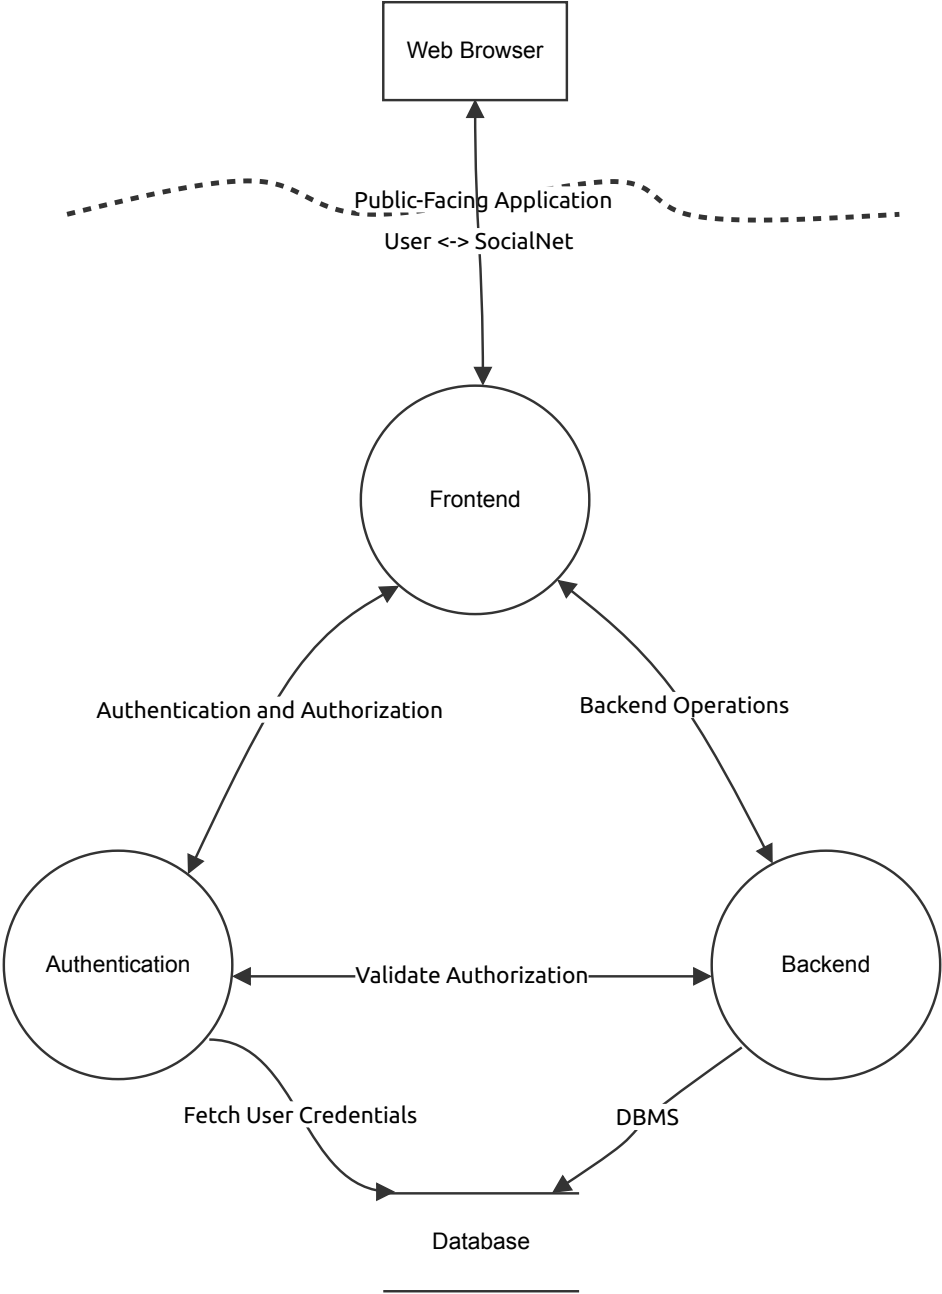 Web Browser
Public-Facing Application
User <-> SocialNet
Frontend
Authentication and Authorization
Backend Operations
Authentication
Validate Authorization
Backend
Fetch User Credentials
DBMS
Database